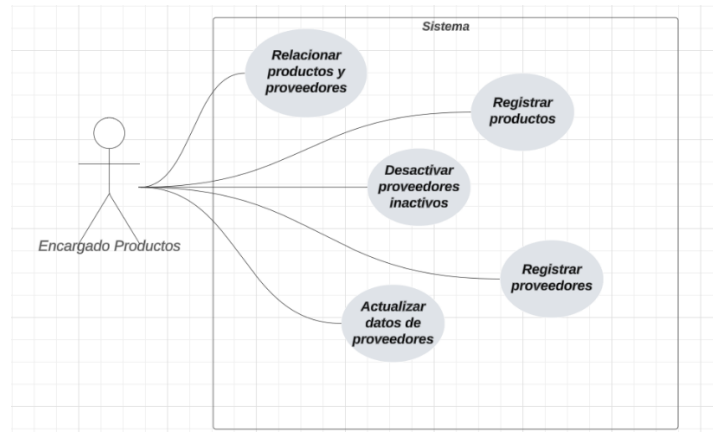 Sistema
Relacionar
productos y
proveedores
Registrar
productos
Desactivar
proveedores
inactivos
Encargado Productos
Registrar
proveedores
Actualizar
datos de
proveedores